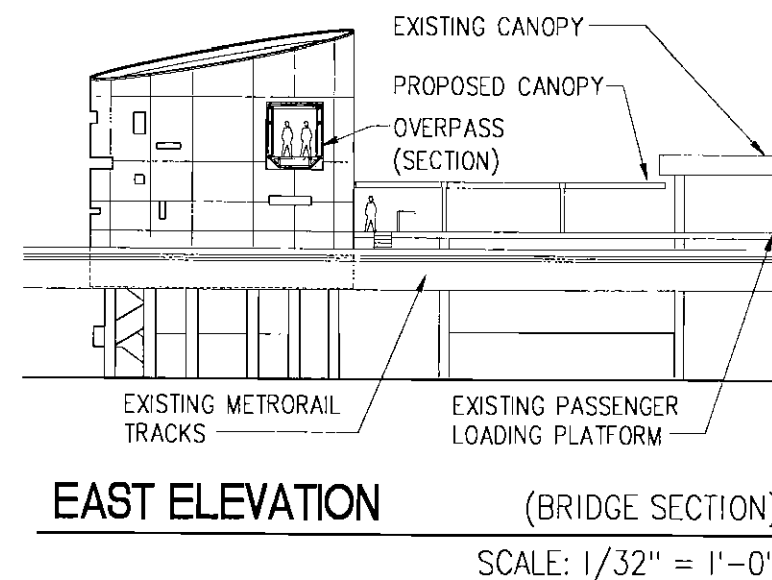 EXISTING CANOPY
PROPOSED CANOPY
OVERPASS
(SECTION)
EXISTING METRORAIL
TRACKS
EXISTING PASSENGER
LOADING PLATFORM
EAST ELEVATION (BRIDGE SECTION)
SCALE: 1/32" = 1'-0"